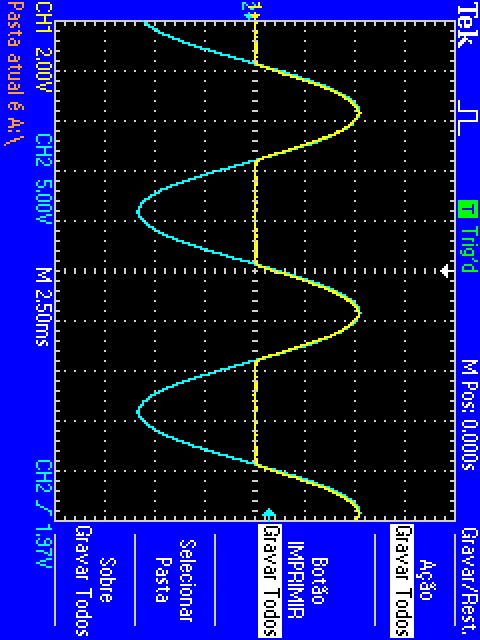 Tek
T Trig'd
M Pos: 0.000s
Gravar/Rest.
Ação
Gravar Todos
Botão
IMPRIMIR
Gravar Todos
Selecionar
Pasta
Sobre
Gravar Todos
CH1 2.00V
CH2 5.00V
M 2.50ms
CH2 / 1.97V
Pasta atual é A:\